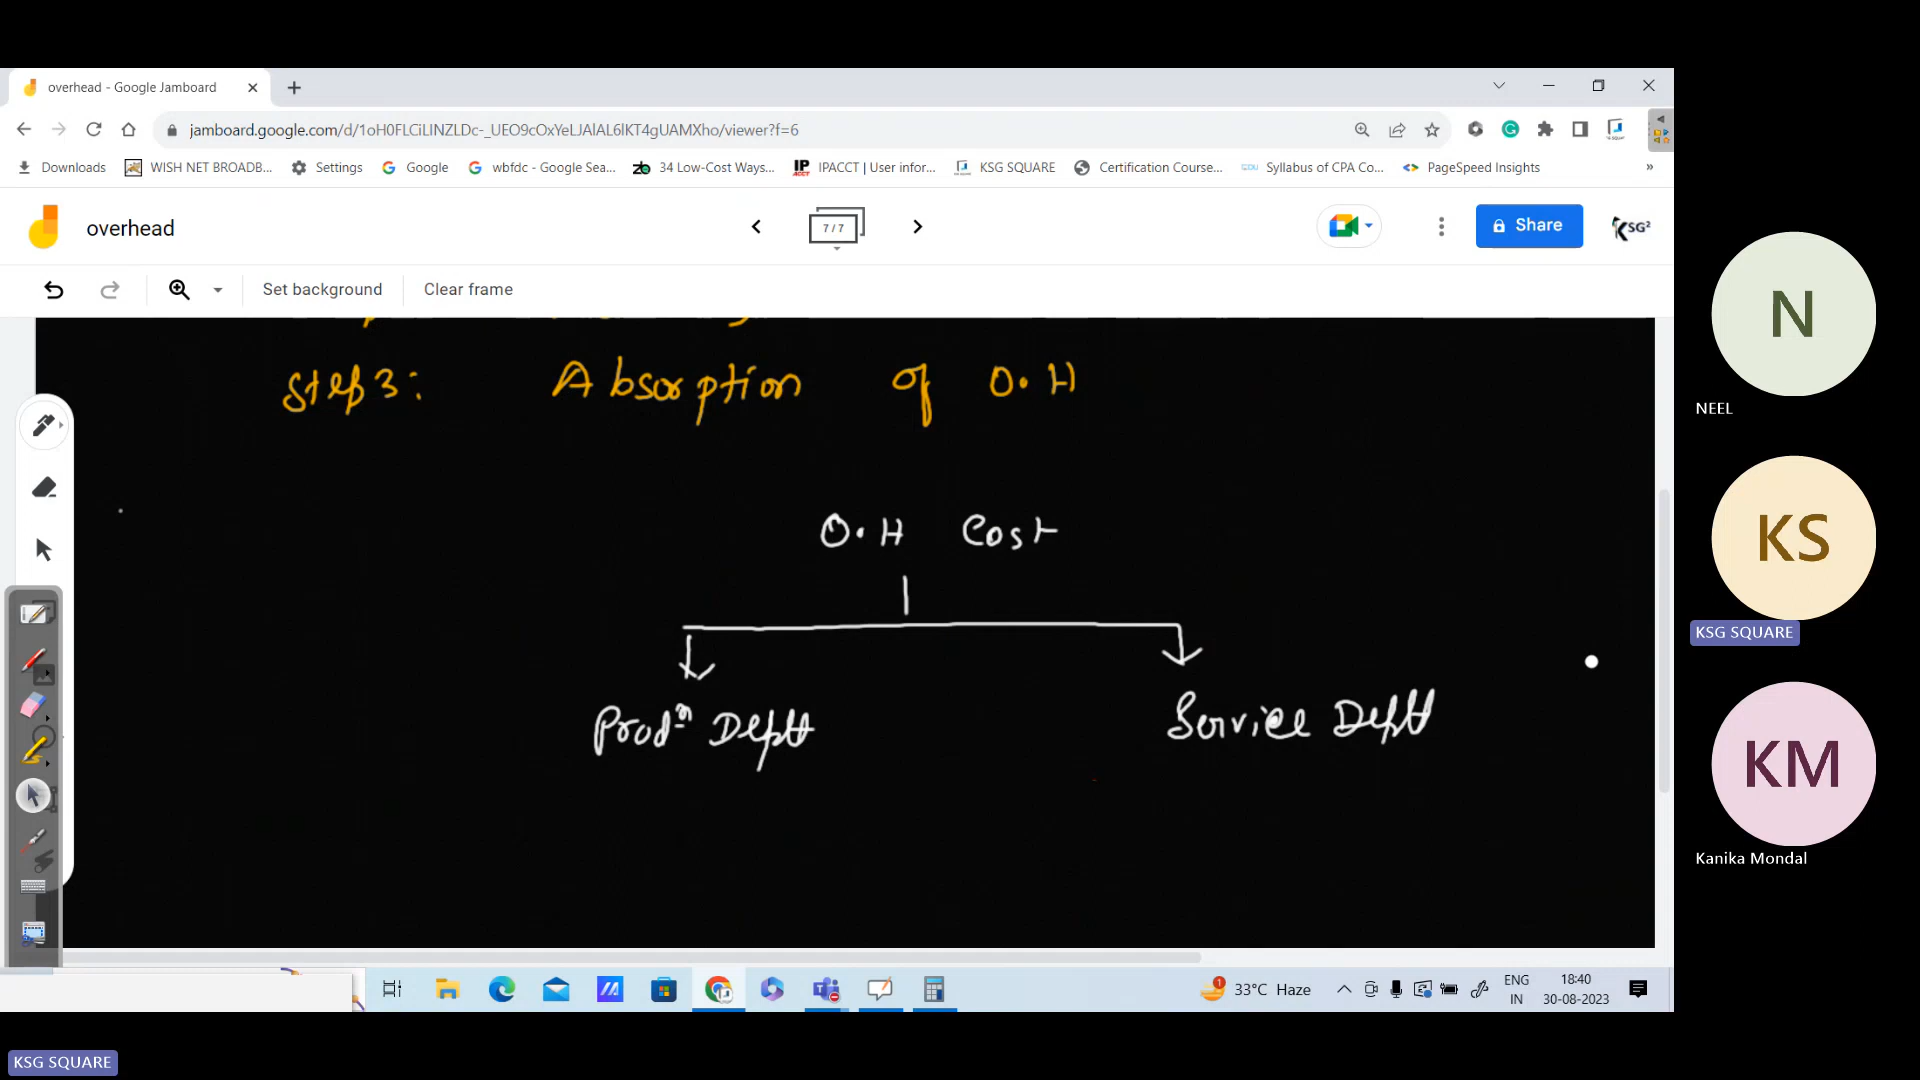 overhead - Google Jamboard
jamboard.google.com/d/1oH0FLCiLINZLDc-_UEO9cOxYeLJAlAL6lKT4gUAMXho/viewer?f=6
Downloads WISH NET BROADB... Settings Google wbfdc - Google Sea... 34 Low-Cost Ways... IPACCT | User infor... KSG SQUARE Certification Course... Syllabus of CPA Co... PageSpeed Insights »
overhead 7 / 7 Share KSG²
Set background Clear frame
Step 3: Absorption of O.H
O.H Cost
Prodⁿ Deptt Service Deptt
N
NEEL
KS
KSG SQUARE
KM
Kanika Mondal
33°C Haze ENG IN 18:40 30-08-2023
KSG SQUARE